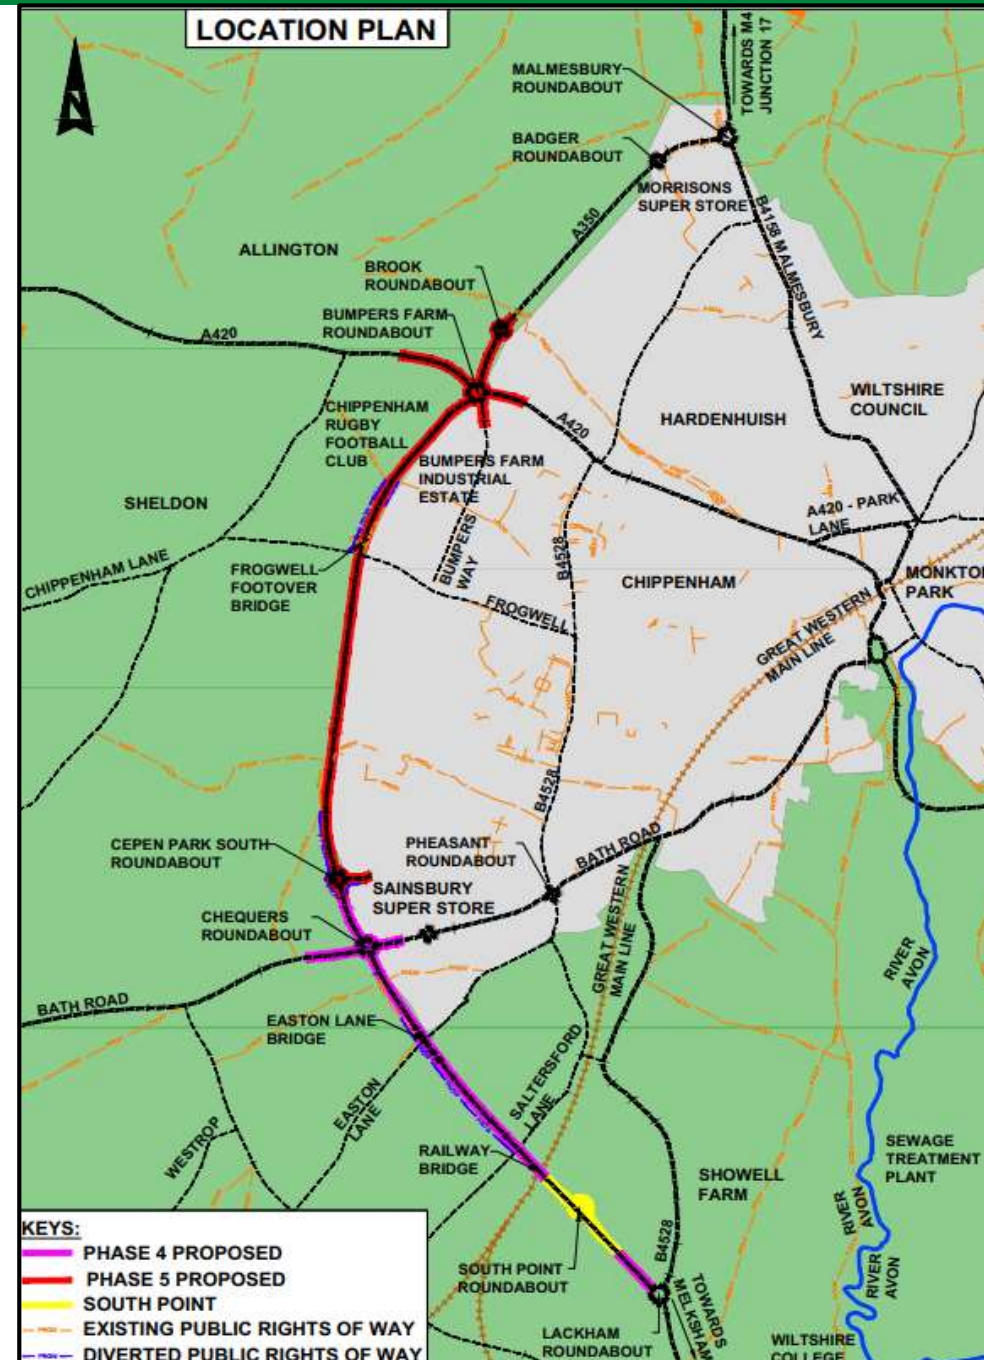 LOCATION PLAN
N
TOWARDS M4
JUNCTION 17
MALMESBURY
ROUNDABOUT
BADGER
ROUNDABOUT
MORRISONS
SUPER STORE
A350
B4158 MALMESBURY
ALLINGTON
BROOK
ROUNDABOUT
BUMPERS FARM
ROUNDABOUT
A420
CHIPPENHAM
RUGBY
FOOTBALL
CLUB
A420
HARDENHUISH
WILTSHIRE
COUNCIL
BUMPERS FARM
INDUSTRIAL
ESTATE
SHELDON
A420 - PARK
LANE
BUMPERS
WAY
B4528
CHIPPENHAM LANE
FROGWELL
FOOTOVER
BRIDGE
CHIPPENHAM
PARK
FROGWELL
GREAT WESTERN
MAIN LINE
B4528
CEPEN PARK SOUTH
ROUNDABOUT
PHEASANT
ROUNDABOUT
BATH ROAD
SAINSBURY
SUPER STORE
CHEQUERS
ROUNDABOUT
GREAT WESTERN
MAIN LINE
RIVER
AVON
BATH ROAD
EASTON LANE
BRIDGE
SALTERSFORD
LANE
EASTON
LANE
WESTROP
RAILWAY
BRIDGE
SHOWELL
FARM
SEWAGE
TREATMENT
PLANT
RIVER
AVON
B4528
SOUTH POINT
ROUNDABOUT
RIVER
AVON
TOWARDS
MELKSHAM
LACKHAM
ROUNDABOUT
WILTSHIRE
COLLEGE
KEYS:
PHASE 4 PROPOSED
PHASE 5 PROPOSED
SOUTH POINT
EXISTING PUBLIC RIGHTS OF WAY
DIVERTED PUBLIC RIGHTS OF WAY